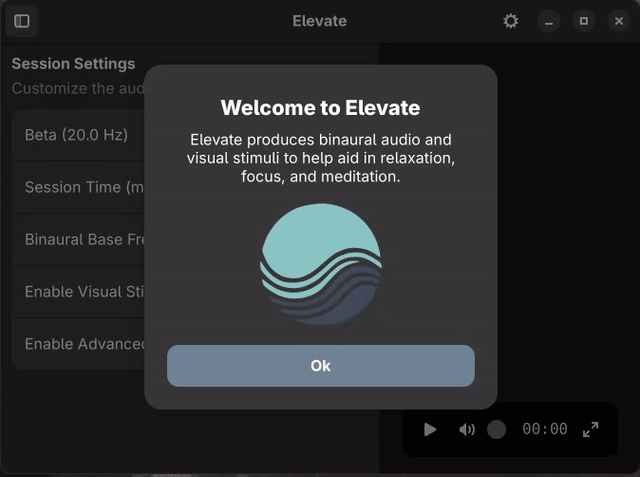 Elevate
Session Settings
Customize the aud
Beta (20.0 Hz)
Session Time (m
Binaural Base Fre
Enable Visual Sti
Enable Advanced
Welcome to Elevate
Elevate produces binaural audio and
visual stimuli to help aid in relaxation,
focus, and meditation.
Ok
00:00